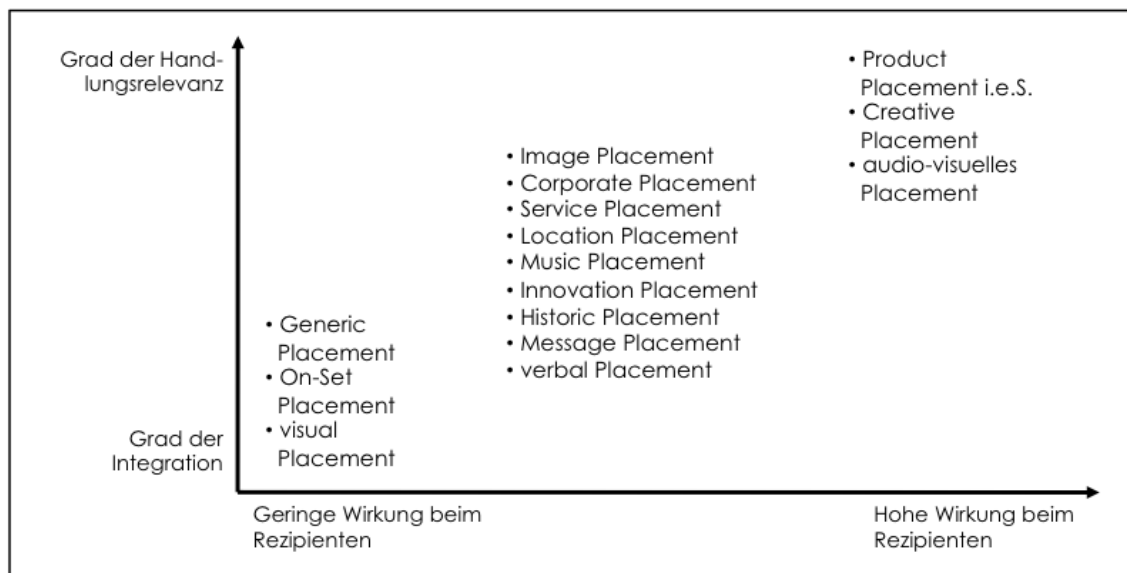 Grad der Hand-
lungsrelevanz
• Product
Placement i.e.S.
• Creative
Placement
• audio-visuelles
Placement
• Image Placement
• Corporate Placement
• Service Placement
• Location Placement
• Music Placement
• Innovation Placement
• Historic Placement
• Message Placement
• verbal Placement
• Generic
Placement
• On-Set
Placement
• visual
Placement
Grad der
Integration
Geringe Wirkung beim
Rezipienten
Hohe Wirkung beim
Rezipienten